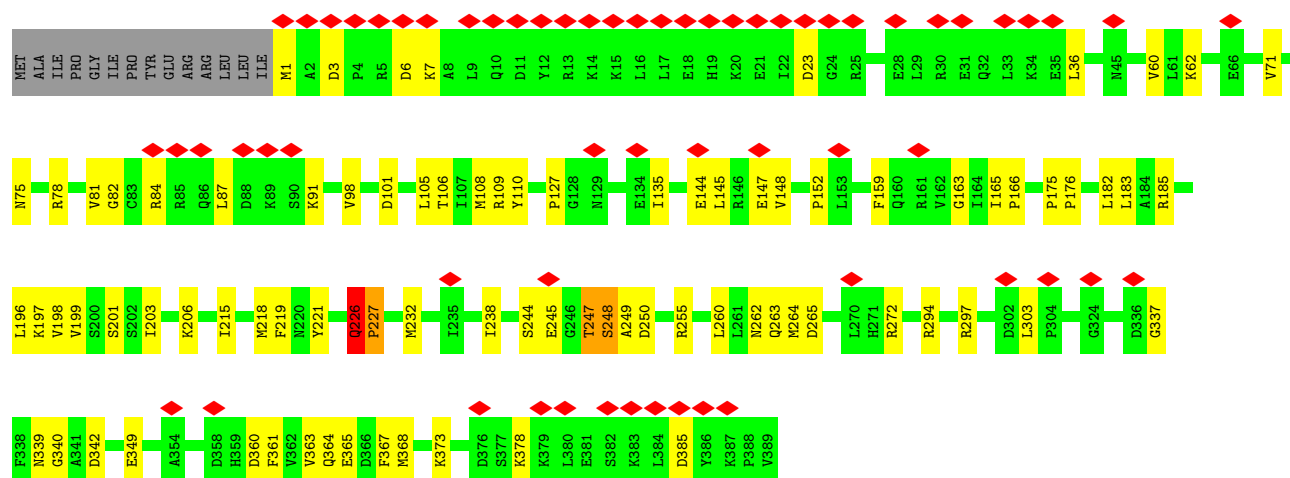 MET ALA ILE PRO GLY ILE PRO TYR GLU ARG ARG LEU LEU ILE M1 A2 D3 P4 R5 D6 K7 A8 L9 Q10 D11 Y12 R13 K14 K15 L16 L17 E18 H19 K20 E21 I22 D23 G24 R25 E28 L29 R30 E31 Q32 L33 K34 E35 L36 N45 V60 L61 K62 E66 V71
N75 R78 V81 G82 C83 R84 R85 Q86 L87 D88 K89 S90 K91 V98 D101 L105 T106 I107 M108 R109 Y110 P127 G128 N129 E134 I135 E144 L145 R146 E147 V148 P152 L153 F159 Q160 R161 V162 G163 I164 I165 P166 P175 P176 L182 L183 A184 R185
L196 K197 V198 V199 S200 S201 S202 I203 K206 I215 M218 F219 N220 Y221 Q226 P227 M232 I235 I238 S244 E245 G246 T247 S248 A249 D250 R255 L260 L261 N262 Q263 M264 D265 L270 H271 R272 R294 R297 D302 L303 P304 G324 D336 G337
F338 N339 G340 A341 D342 E349 A354 D358 H359 D360 F361 V362 V363 Q364 E365 D366 F367 M368 K373 D376 S377 K378 K379 L380 E381 S382 K383 L384 D385 Y386 K387 P388 V389